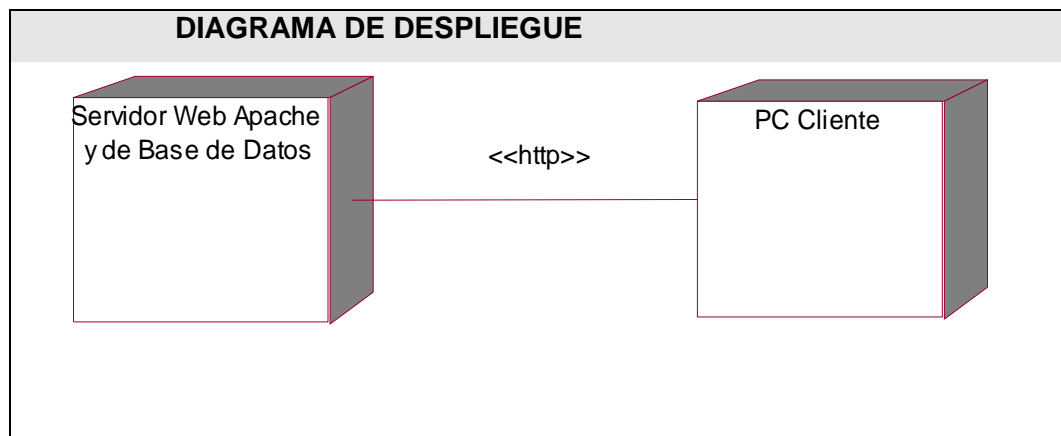 DIAGRAMA DE DESPLIEGUE
Servidor Web Apache
y de Base de Datos
<<http>>
PC Cliente